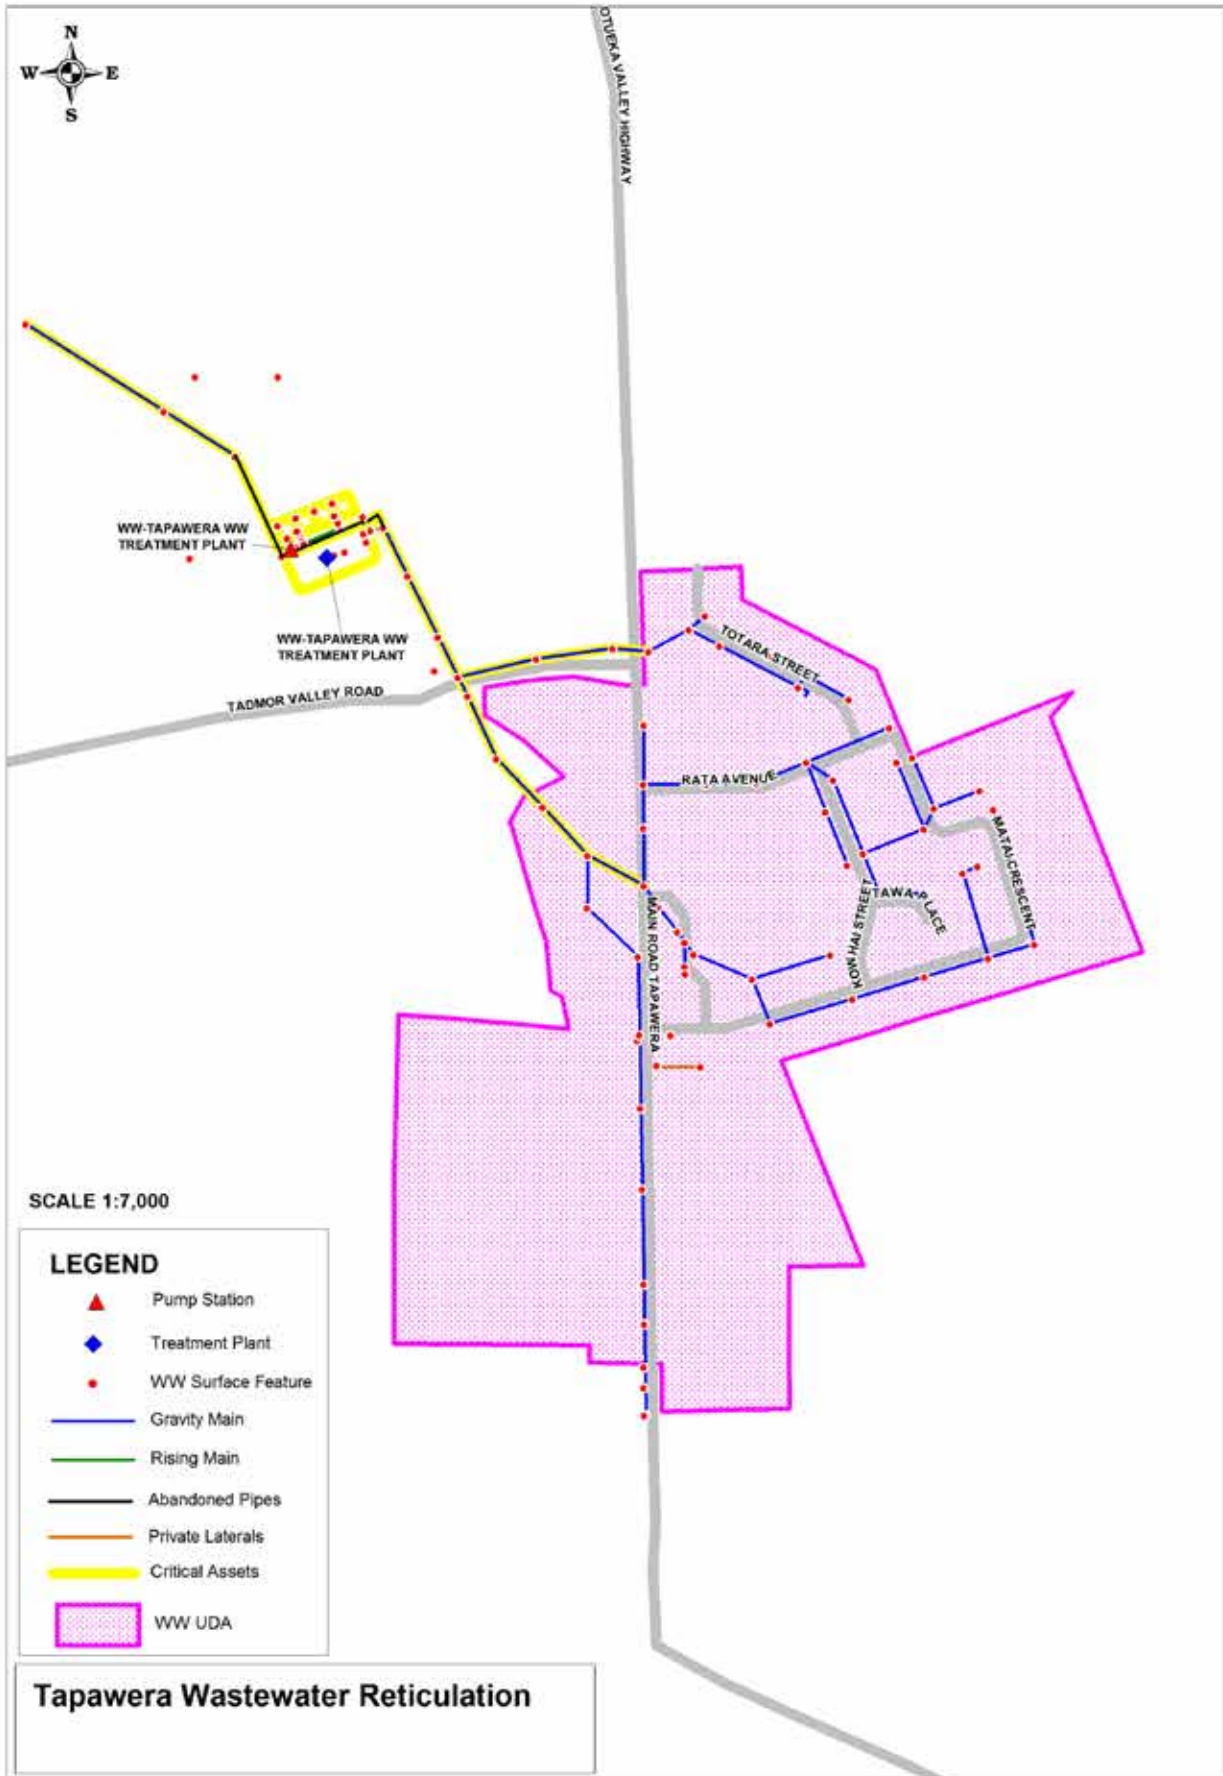 N
W E
S
OTUEKA VALLEY HIGHWAY
WW-TAPAWERA WW
TREATMENT PLANT
WW-TAPAWERA WW
TREATMENT PLANT
TADMOR VALLEY ROAD
TOTARA STREET
RATA AVENUE
MATAI CRESCENT
TAWA PLACE
KOWHAI STREET
MAIN ROAD TAPAWERA
SCALE 1:7,000
LEGEND
Pump Station
Treatment Plant
WW Surface Feature
Gravity Main
Rising Main
Abandoned Pipes
Private Laterals
Critical Assets
WW UDA
Tapawera Wastewater Reticulation